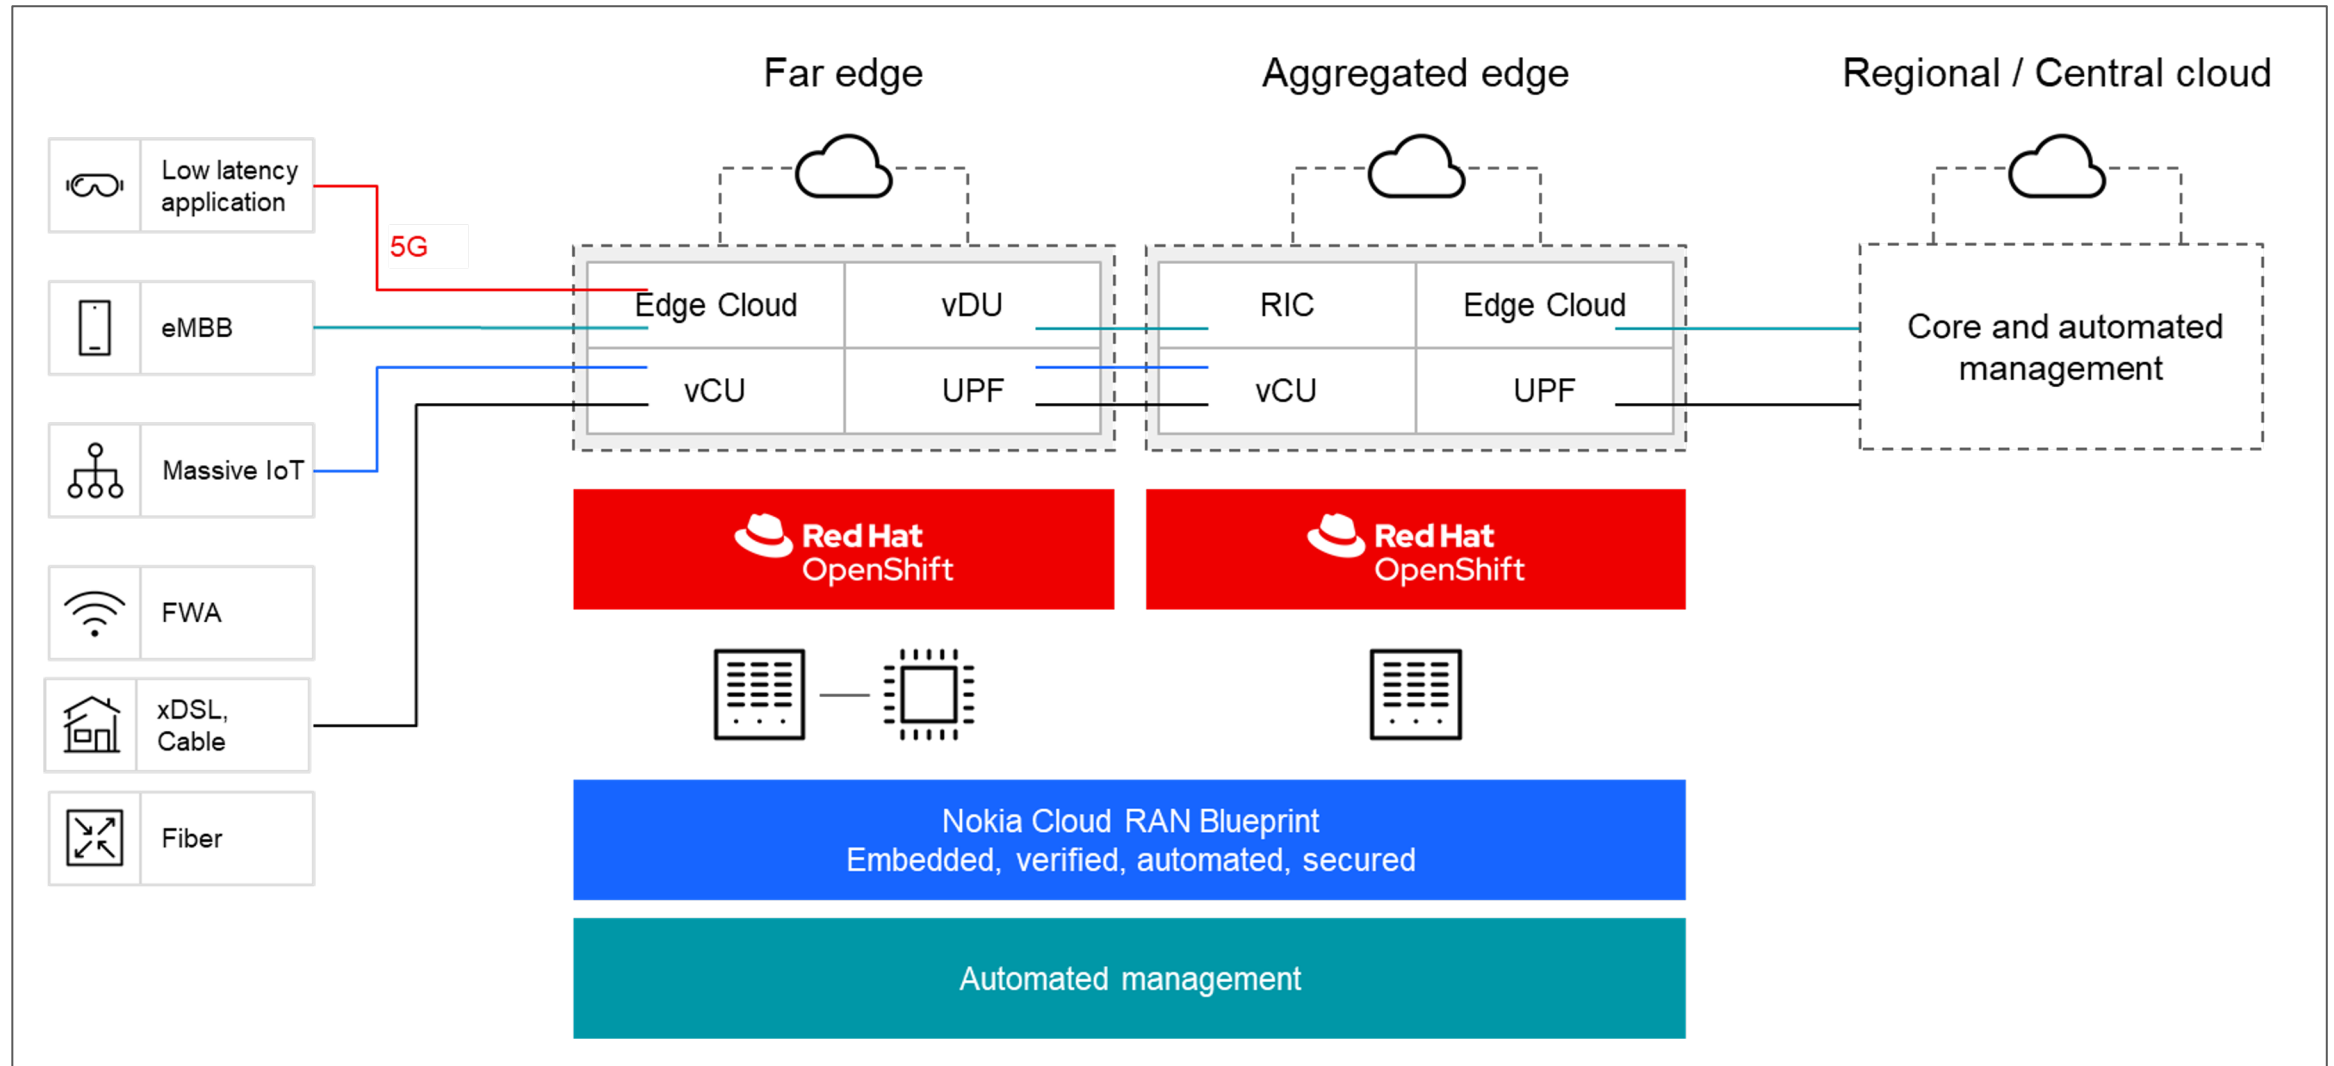 Far edge
Aggregated edge
Regional / Central cloud
Low latency
application
5G
eMBB
Massive IoT
FWA
xDSL,
Cable
Fiber
Edge Cloud
vDU
vCU
UPF
RIC
Edge Cloud
vCU
UPF
Core and automated
management
Red Hat
OpenShift
Red Hat
OpenShift
Nokia Cloud RAN Blueprint
Embedded, verified, automated, secured
Automated management